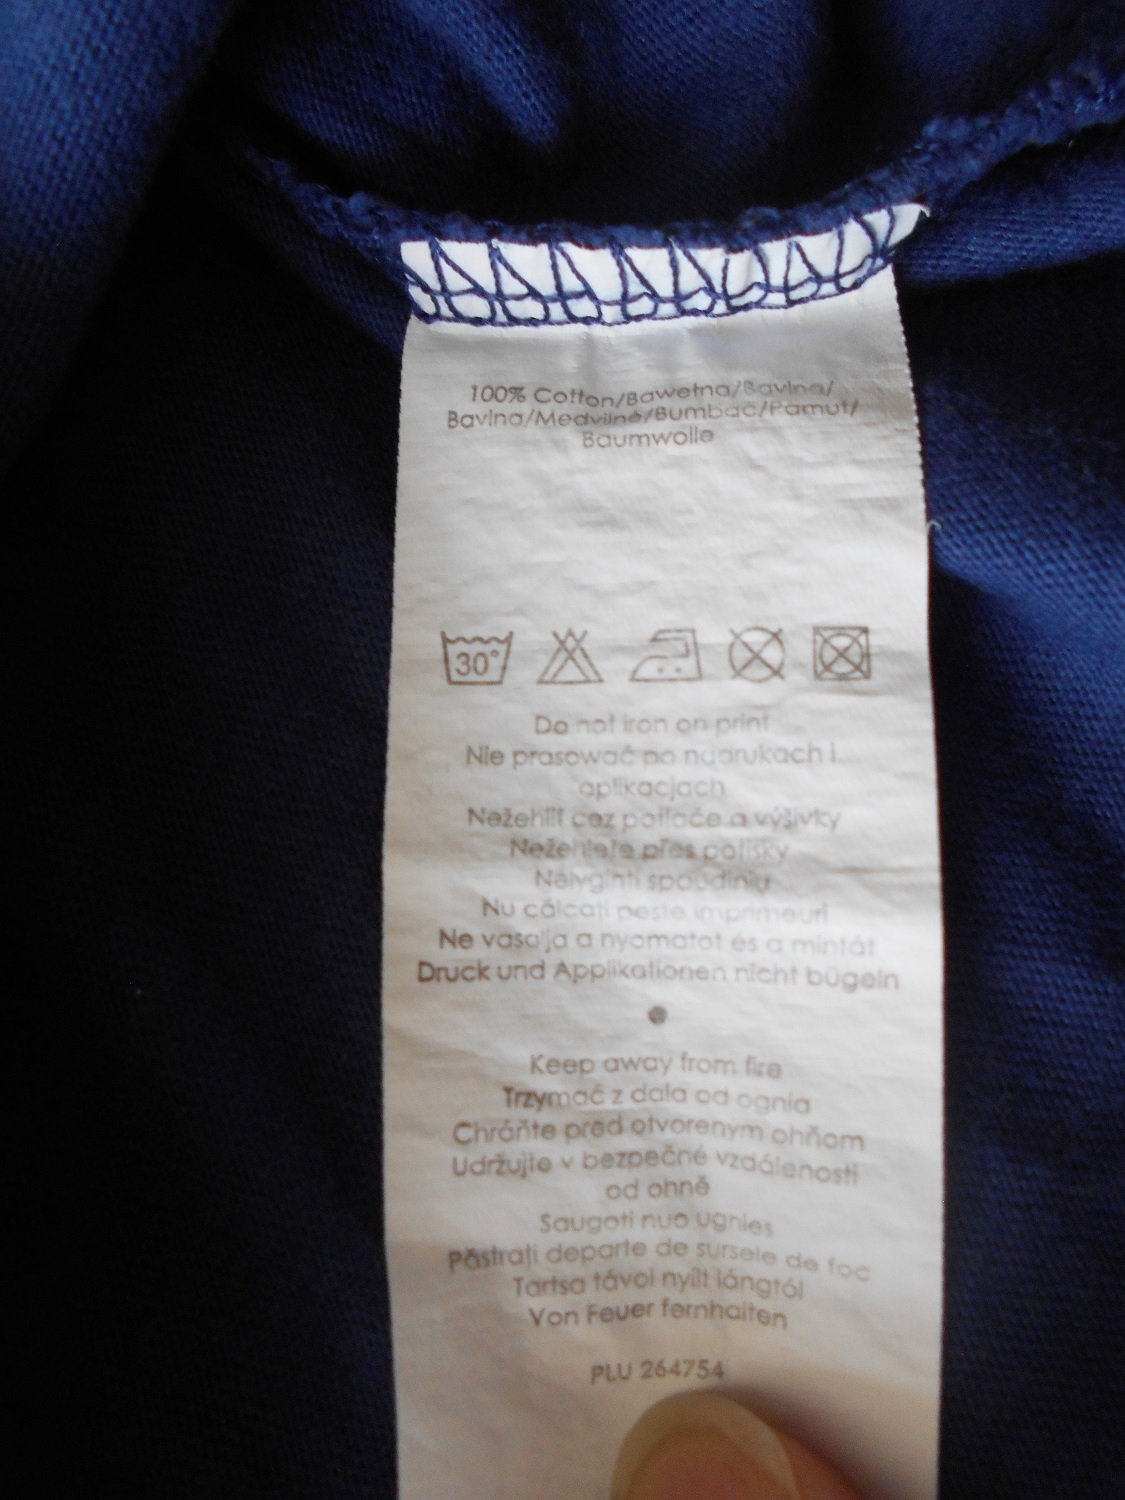 100% Cotton/Bawełna/Bavlna/
Bavlna/Medvilnė/Bumbac/Pamut/
Baumwolle
30°
Do not iron on print
Nie prasować po nadrukach i
aplikacjach
Nežehlit cez potlače a výšivky
Nežehlete přes potisky
Nelyginti spaudinių
Nu călcați peste imprimeuri
Ne vasalja a nyomatot és a mintát
Druck und Applikationen nicht bügeln
Keep away from fire
Trzymać z dala od ognia
Chráňte pred otvoreným ohňom
Udržujte v bezpečné vzdálenosti
od ohně
Saugoti nuo ugnies
Păstrați departe de sursele de foc
Tartsa távol nyílt lángtól
Von Feuer fernhalten
PLU 264754